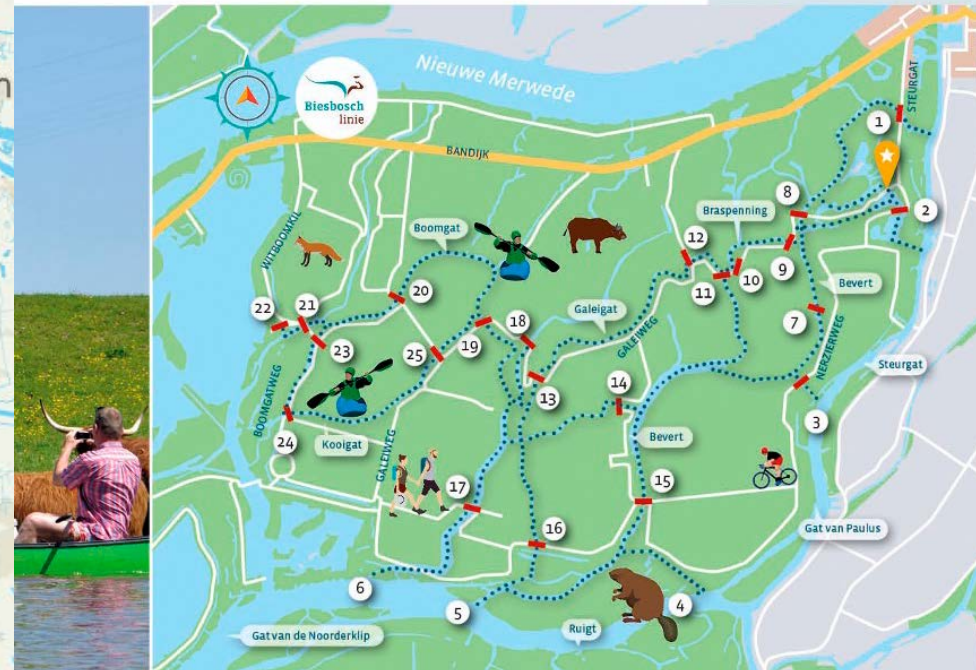 n
Nieuwe Merwede
Biesbosch
linie
STEURGAT
1
BANDIJK
2
8
Braspenning
Boomgat
12
WITBOOMKIL
9
10
11
Bevert
20
22
21
18
Galeigat
7
GALEIWEG
19
23
25
NERZIERWEG
Steurgat
13
14
BOOMGATWEG
3
24
Kooigat
GALEIWEG
Bevert
17
15
16
Gat van Paulus
6
5
4
Ruigt
Gat van de Noorderklip